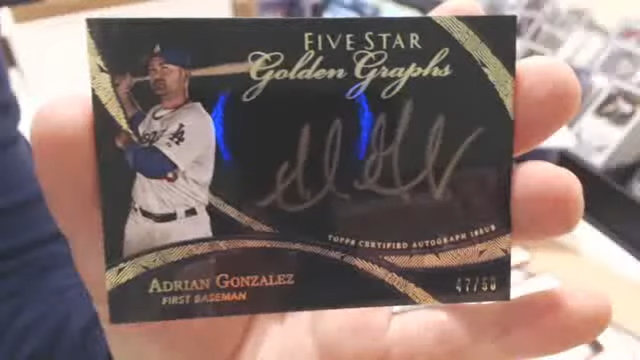 FIVE STAR
Golden Graphs
TOPPS CERTIFIED AUTOGRAPH ISSUE
ADRIAN GONZALEZ
FIRST BASEMAN
47/50